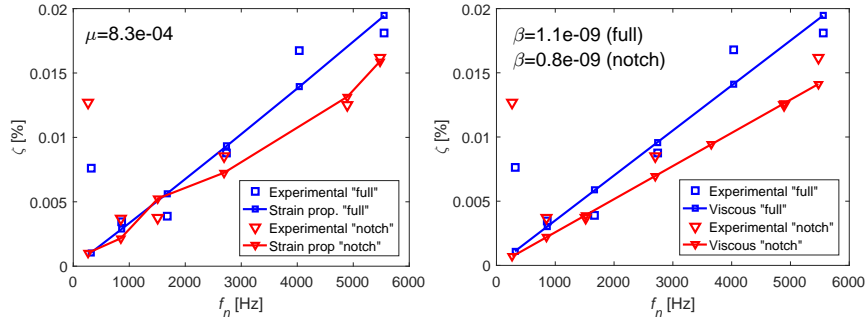 μ=8.3e-04
ζ [%]
0.02
0.015
0.01
0.005
0
0 1000 2000 3000 4000 5000 6000
f_n [Hz]
Experimental "full"
Strain prop. "full"
Experimental "notch"
Strain prop "notch"
β=1.1e-09 (full)
β=0.8e-09 (notch)
ζ [%]
0.02
0.015
0.01
0.005
0
0 1000 2000 3000 4000 5000 6000
f_n [Hz]
Experimental "full"
Viscous "full"
Experimental "notch"
Viscous "notch"